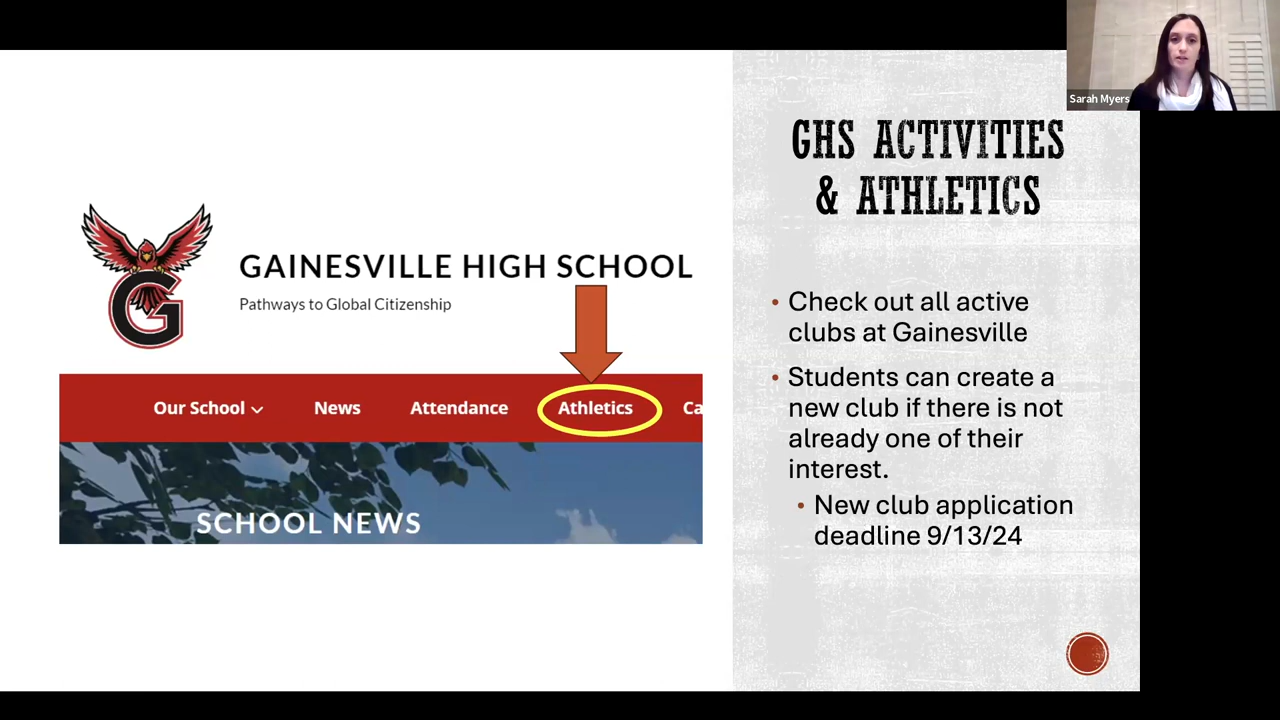 Sarah Myers
GHS ACTIVITIES
& ATHLETICS
G
GAINESVILLE HIGH SCHOOL
Pathways to Global Citizenship
Our School News Attendance Athletics Ca
SCHOOL NEWS
• Check out all active
clubs at Gainesville
• Students can create a
new club if there is not
already one of their
interest.
• New club application
deadline 9/13/24